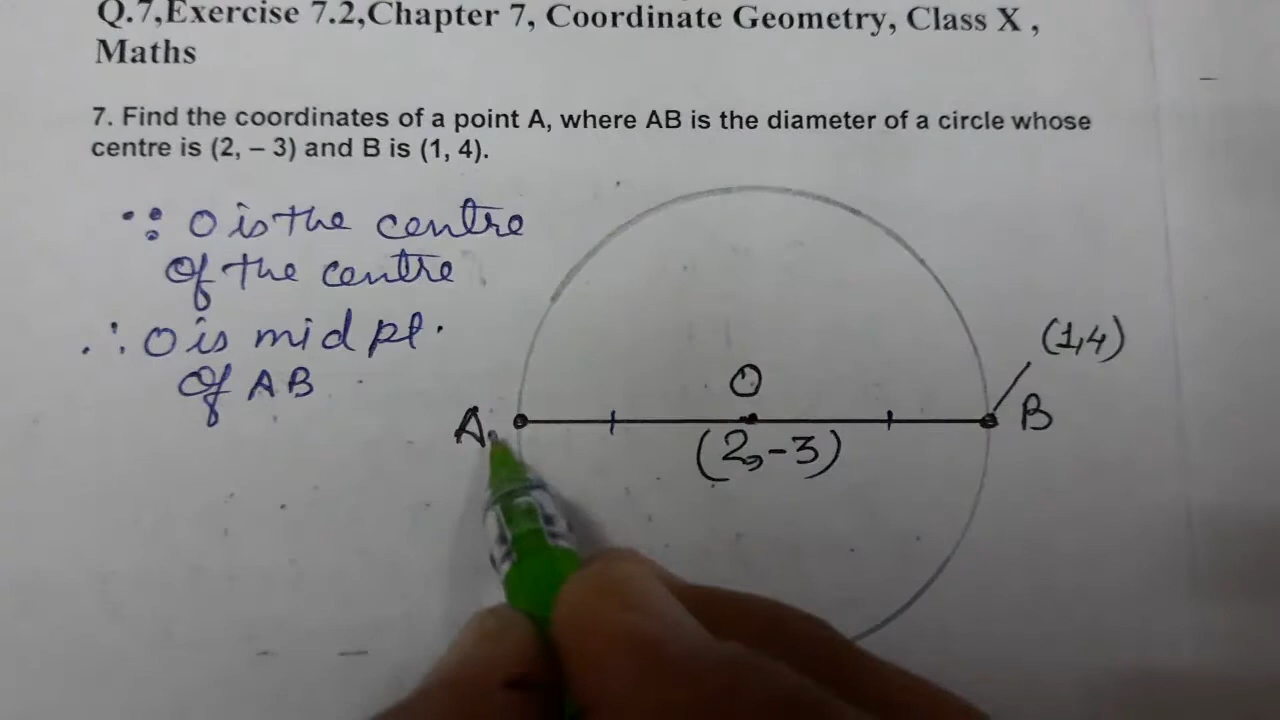 Q.7,Exercise 7.2,Chapter 7, Coordinate Geometry, Class X ,
Maths
7. Find the coordinates of a point A, where AB is the diameter of a circle whose
centre is (2, – 3) and B is (1, 4).
∵ O is the centre
of the centre
∴ O is mid pt.
of AB
(1,4)
O
A
B
(2,-3)